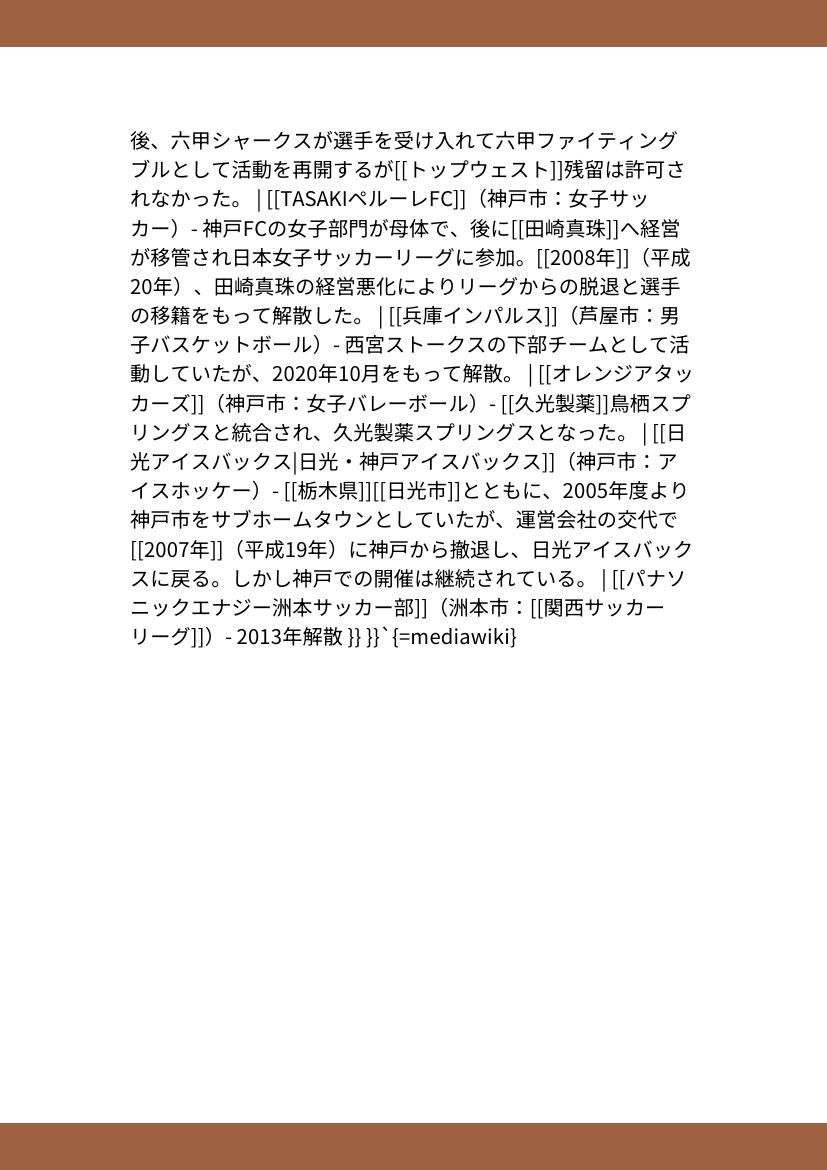 後、六甲シャークスが選手を受け入れて六甲ファイティング
ブルとして活動を再開するが[[トップウェスト]]残留は許可さ
れなかった。 | [[TASAKIペルーレFC]]（神戸市：女子サッ
カー）- 神戸FCの女子部門が母体で、後に[[田崎真珠]]へ経営
が移管され日本女子サッカーリーグに参加。[[2008年]]（平成
20年）、田崎真珠の経営悪化によりリーグからの脱退と選手
の移籍をもって解散した。 | [[兵庫インパルス]]（芦屋市：男
子バスケットボール）- 西宮ストークスの下部チームとして活
動していたが、2020年10月をもって解散。 | [[オレンジアタッ
カーズ]]（神戸市：女子バレーボール）- [[久光製薬]]鳥栖スプ
リングスと統合され、久光製薬スプリングスとなった。 | [[日
光アイスバックス|日光・神戸アイスバックス]]（神戸市：ア
イスホッケー）- [[栃木県]][[日光市]]とともに、2005年度より
神戸市をサブホームタウンとしていたが、運営会社の交代で
[[2007年]]（平成19年）に神戸から撤退し、日光アイスバック
スに戻る。しかし神戸での開催は継続されている。 | [[パナソ
ニックエナジー洲本サッカー部]]（洲本市：[[関西サッカー
リーグ]]）- 2013年解散 }} }}`{=mediawiki}